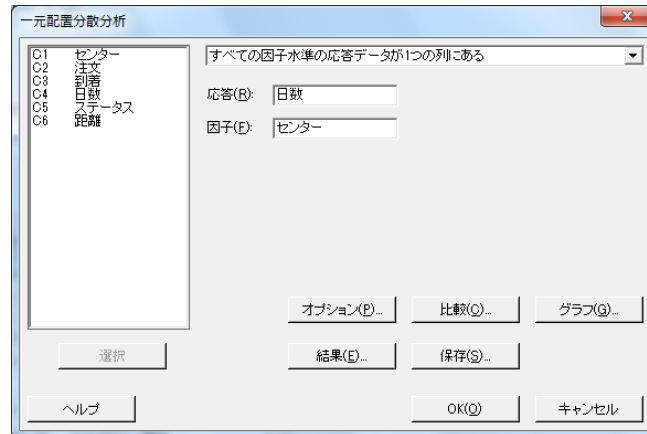 一元配置分散分析
C1 センター
C2 注文
C3 到着
C4 日数
C5 ステータス
C6 距離
すべての因子水準の応答データが1つの列にある
応答(R): 日数
因子(F): センター
オプション(P)... 比較(C)... グラフ(G)...
選択 結果(E)... 保存(S)...
ヘルプ OK(O) キャンセル